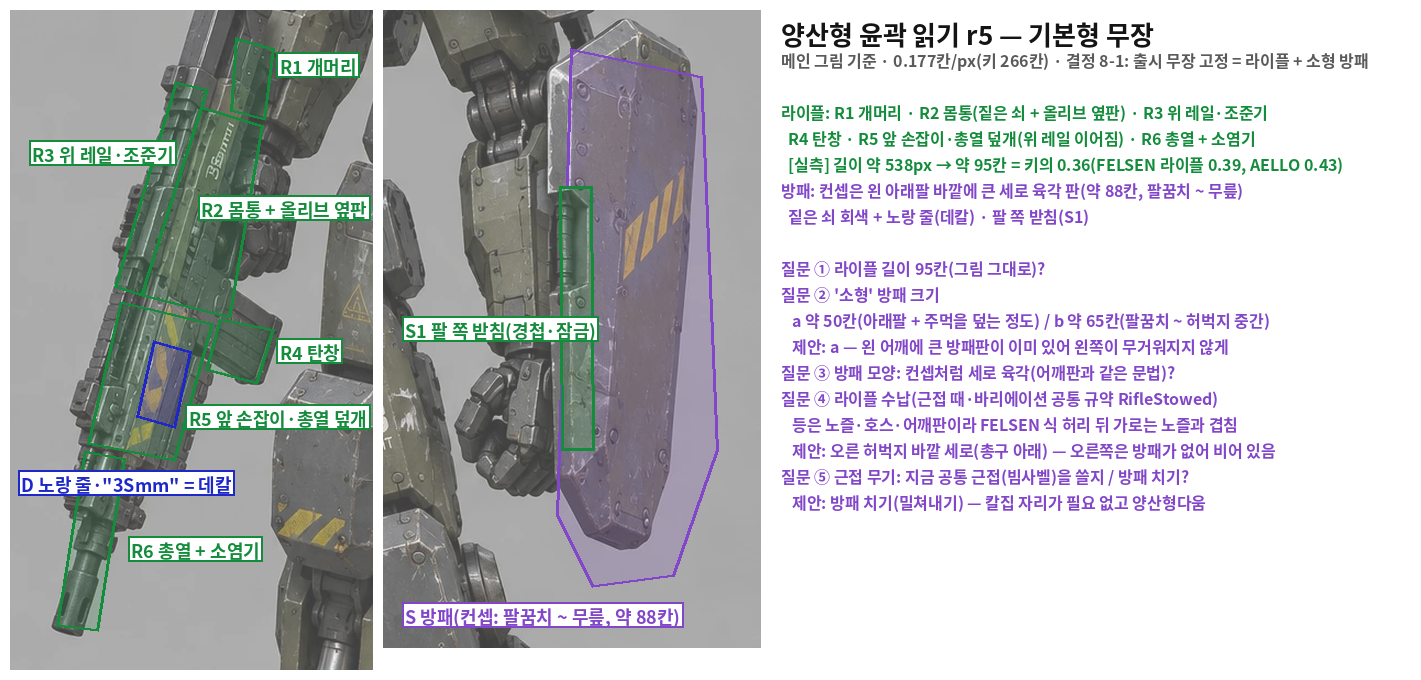 R1 개머리
R3 위 레일·조준기
R2 몸통 + 올리브 옆판
R4 탄창
R5 앞 손잡이·총열 덮개
D 노랑 줄·"3Smm" = 데칼
R6 총열 + 소염기
S1 팔 쪽 받침(경첩·잠금)
S 방패(컨셉: 팔꿈치 ~ 무릎, 약 88칸)
양산형 윤곽 읽기 r5 — 기본형 무장
메인 그림 기준 · 0.177칸/px(키 266칸) · 결정 8-1: 출시 무장 고정 = 라이플 + 소형 방패
라이플: R1 개머리 · R2 몸통(짙은 쇠 + 올리브 옆판) · R3 위 레일·조준기
R4 탄창 · R5 앞 손잡이·총열 덮개(위 레일 이어짐) · R6 총열 + 소염기
[실측] 길이 약 538px → 약 95칸 = 키의 0.36(FELSEN 라이플 0.39, AELLO 0.43)
방패: 컨셉은 왼 아래팔 바깥에 큰 세로 육각 판(약 88칸, 팔꿈치 ~ 무릎)
짙은 쇠 회색 + 노랑 줄(데칼) · 팔 쪽 받침(S1)
질문 ① 라이플 길이 95칸(그림 그대로)?
질문 ② '소형' 방패 크기
a 약 50칸(아래팔 + 주먹을 덮는 정도) / b 약 65칸(팔꿈치 ~ 허벅지 중간)
제안: a — 왼 어깨에 큰 방패판이 이미 있어 왼쪽이 무거워지지 않게
질문 ③ 방패 모양: 컨셉처럼 세로 육각(어깨판과 같은 문법)?
질문 ④ 라이플 수납(근접 때·바리에이션 공통 규약 RifleStowed)
등은 노즐·호스·어깨판이라 FELSEN 식 허리 뒤 가로는 노즐과 겹침
제안: 오른 허벅지 바깥 세로(총구 아래) — 오른쪽은 방패가 없어 비어 있음
질문 ⑤ 근접 무기: 지금 공통 근접(빔사벨)을 쓸지 / 방패 치기?
제안: 방패 치기(밀쳐내기) — 칼집 자리가 필요 없고 양산형다움